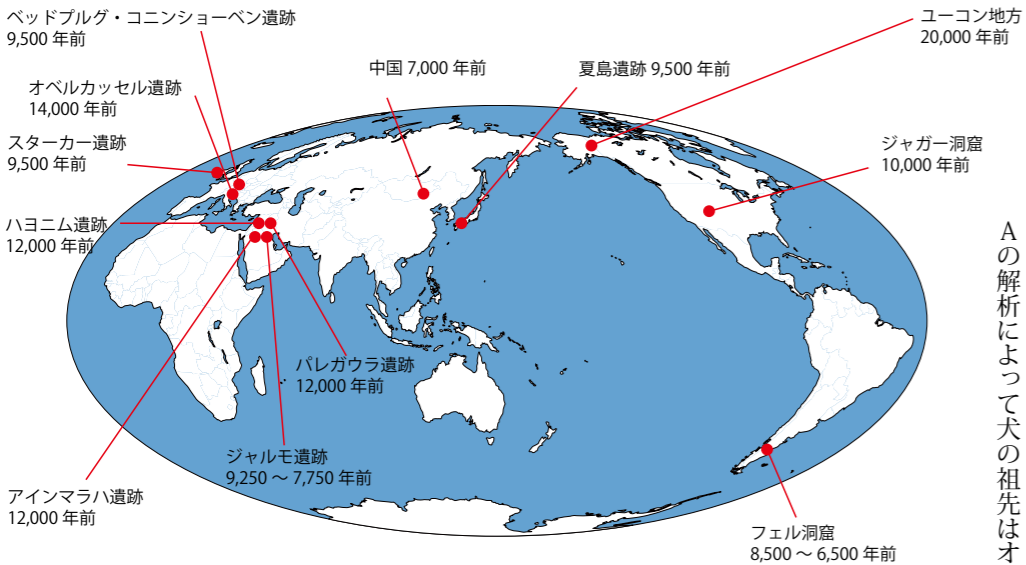 ベッドプルグ・コニンショーベン遺跡
9,500 年前
オベルカッセル遺跡
14,000 年前
スターカー遺跡
9,500 年前
ハヨニム遺跡
12,000 年前
中国 7,000 年前
夏島遺跡 9,500 年前
ユーコン地方
20,000 年前
ジャガー洞窟
10,000 年前
パレガウラ遺跡
12,000 年前
ジャルモ遺跡
9,250 ～ 7,750 年前
アインマラハ遺跡
12,000 年前
フェル洞窟
8,500 ～ 6,500 年前
Aの解析によって犬の祖先はオ